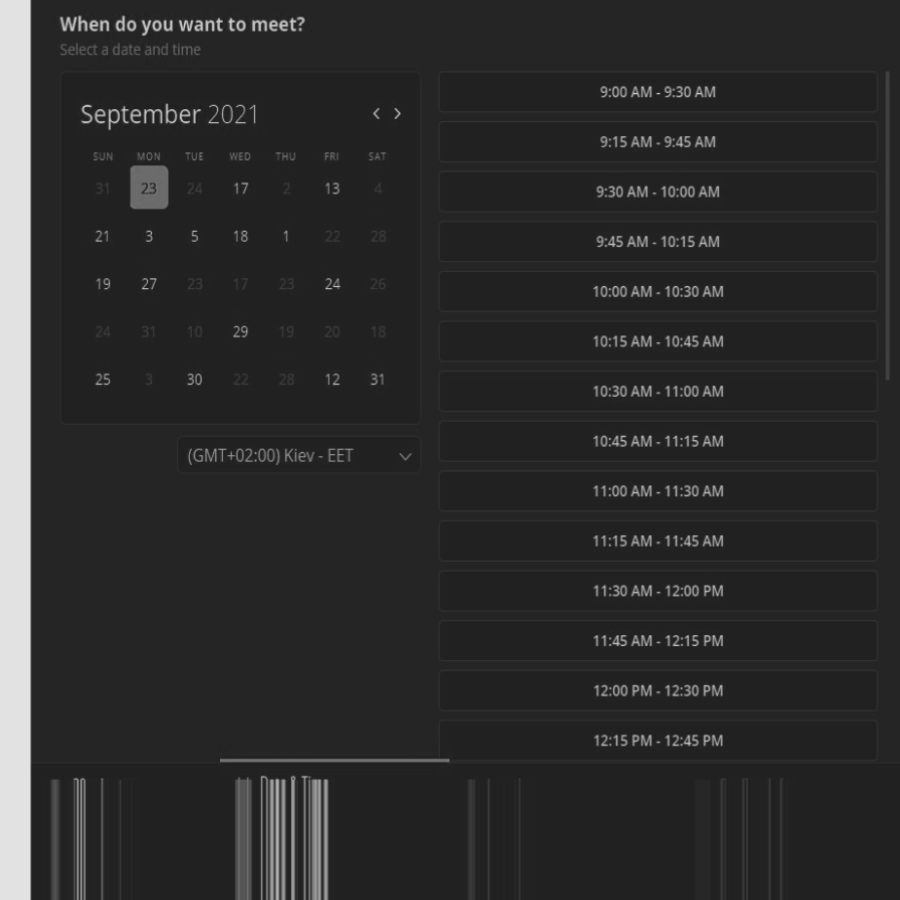 When do you want to meet?
Select a date and time
September 2021
SUN MON TUE WED THU FRI SAT
31 23 24 17 2 13 4
21 3 5 18 1 22 28
19 27 23 17 23 24 26
24 31 10 29 19 20 18
25 3 30 22 28 12 31
(GMT+02:00) Kiev - EET
9:00 AM - 9:30 AM
9:15 AM - 9:45 AM
9:30 AM - 10:00 AM
9:45 AM - 10:15 AM
10:00 AM - 10:30 AM
10:15 AM - 10:45 AM
10:30 AM - 11:00 AM
10:45 AM - 11:15 AM
11:00 AM - 11:30 AM
11:15 AM - 11:45 AM
11:30 AM - 12:00 PM
11:45 AM - 12:15 PM
12:00 PM - 12:30 PM
12:15 PM - 12:45 PM